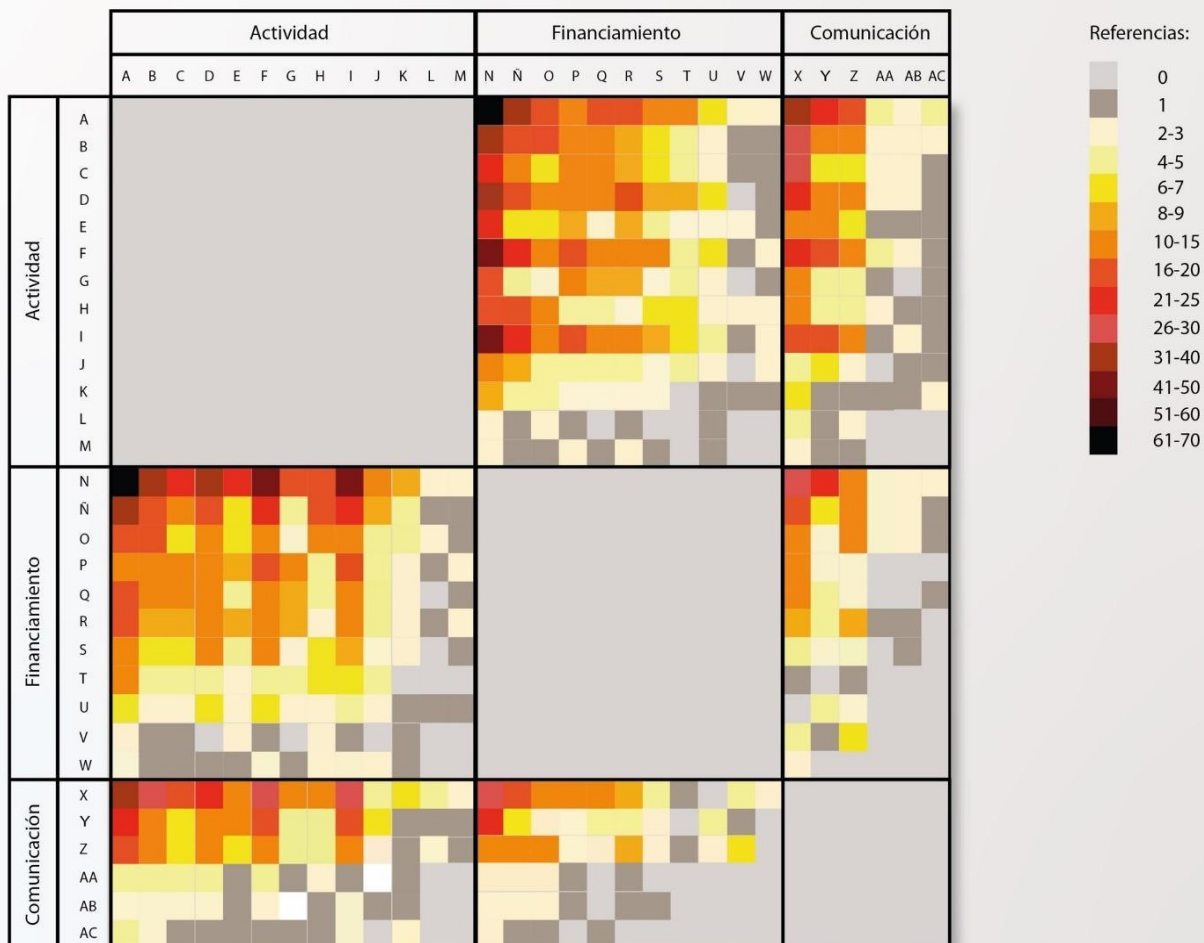 Actividad Financiamiento Comunicación
A B C D E F G H I J K L M N Ñ O P Q R S T U V W X Y Z AA AB AC
Actividad
A
B
C
D
E
F
G
H
I
J
K
L
M
Financiamiento
N
Ñ
O
P
Q
R
S
T
U
V
W
Comunicación
X
Y
Z
AA
AB
AC
Referencias:
0
1
2-3
4-5
6-7
8-9
10-15
16-20
21-25
26-30
31-40
41-50
51-60
61-70